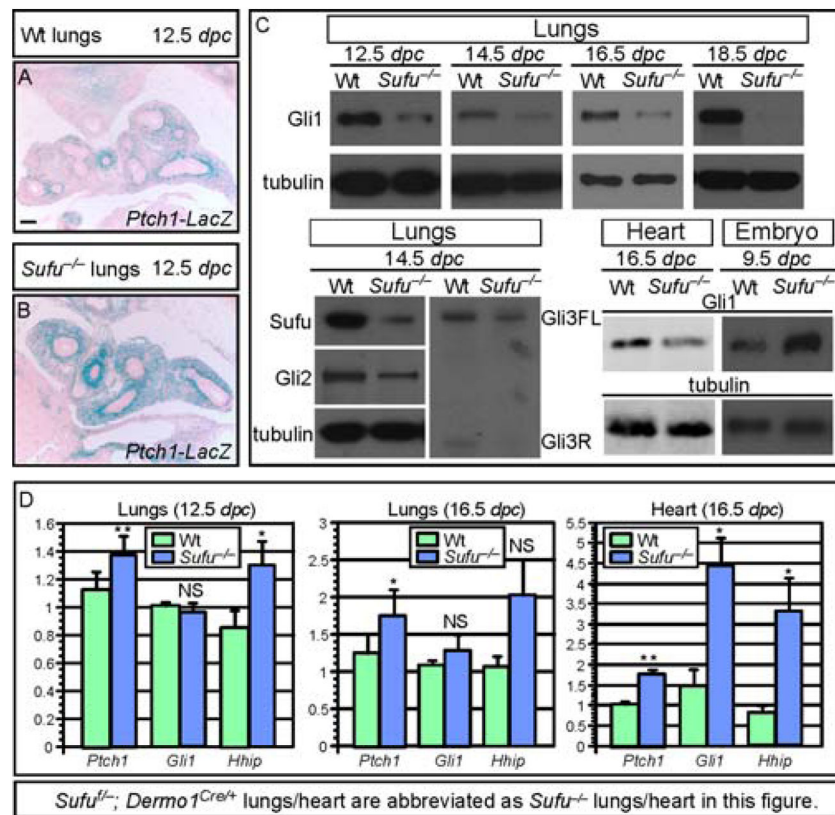 Wt lungs 12.5 dpc
A
Ptch1-LacZ
Sufu–/– lungs 12.5 dpc
B
Ptch1-LacZ
C
Lungs
12.5 dpc 14.5 dpc 16.5 dpc 18.5 dpc
Wt Sufu–/– Wt Sufu–/– Wt Sufu–/– Wt Sufu–/–
Gli1
tubulin
Lungs
14.5 dpc
Wt Sufu–/– Wt Sufu–/–
Sufu
Gli2
tubulin
Gli3FL
Gli3R
Heart Embryo
16.5 dpc 9.5 dpc
Wt Sufu–/– Wt Sufu–/–
Gli1
tubulin
D
Lungs (12.5 dpc)
1.6
1.4
1.2
1
0.8
0.6
0.4
0.2
0
Wt
Sufu–/–
**
NS
*
Ptch1 Gli1 Hhip
Lungs (16.5 dpc)
3
2.5
2
1.5
1
0.5
0
Wt
Sufu–/–
*
NS
NS
Ptch1 Gli1 Hhip
Heart (16.5 dpc)
5.5
5
4.5
4
3.5
3
2.5
2
1.5
1
0.5
0
Wt
Sufu–/–
**
*
*
Ptch1 Gli1 Hhip
Sufuf/–; Dermo1Cre/+ lungs/heart are abbreviated as Sufu–/– lungs/heart in this figure.